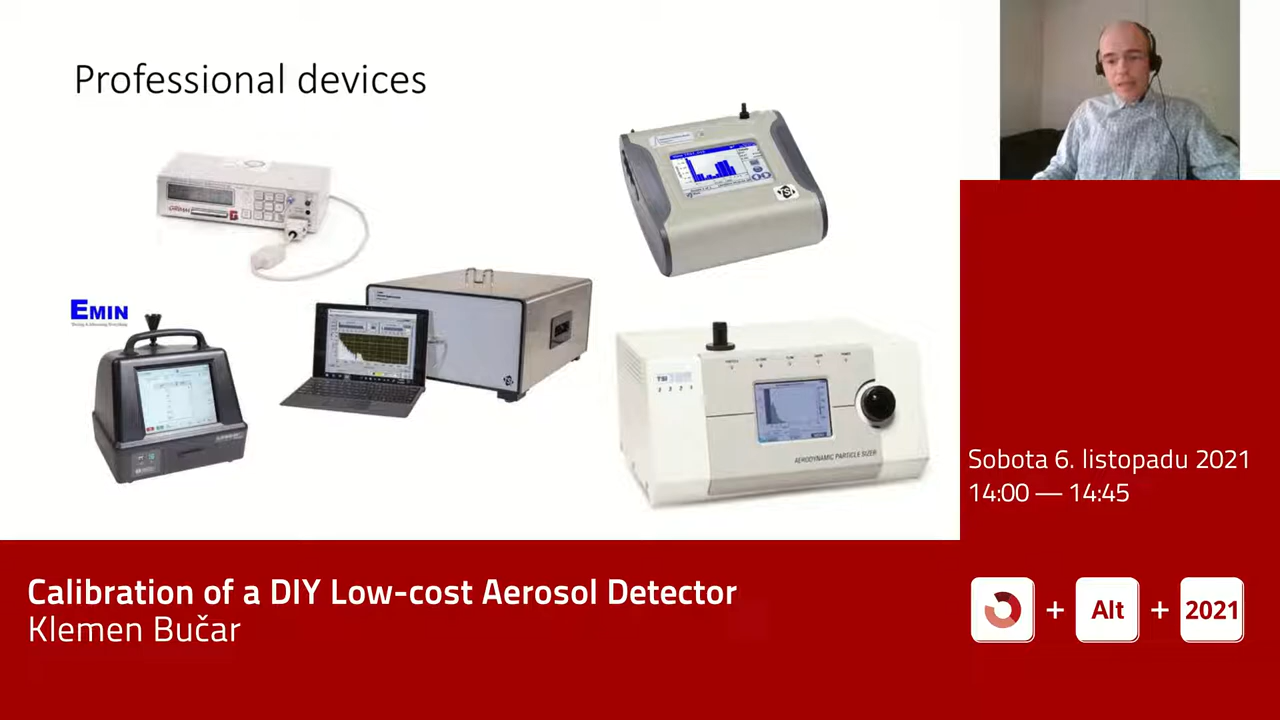 Professional devices
EMIN
TSI
AERODYNAMIC PARTICLE SIZER
Sobota 6. listopadu 2021
14:00 — 14:45
Calibration of a DIY Low-cost Aerosol Detector
Klemen Bučar
+ Alt + 2021